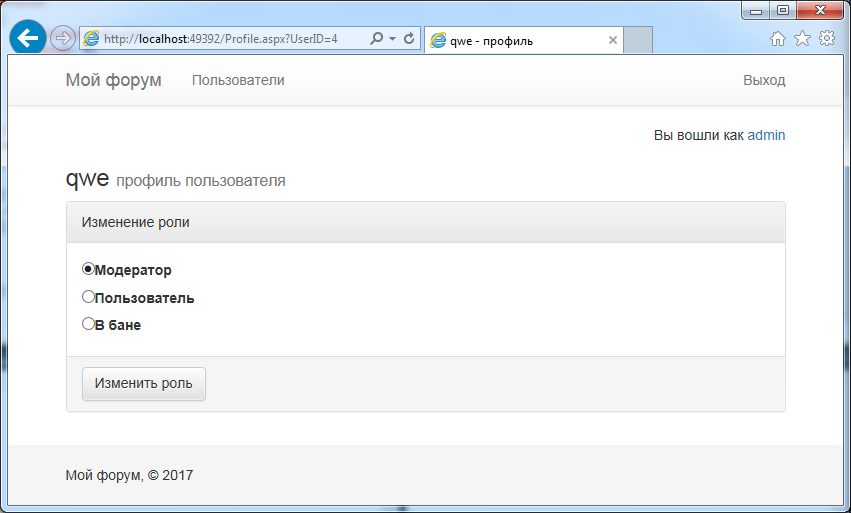 http://localhost:49392/Profile.aspx?UserID=4
qwe - профиль
Мой форум Пользователи Выход
Вы вошли как admin
qwe профиль пользователя
Изменение роли
Модератор
Пользователь
В бане
Изменить роль
Мой форум, © 2017